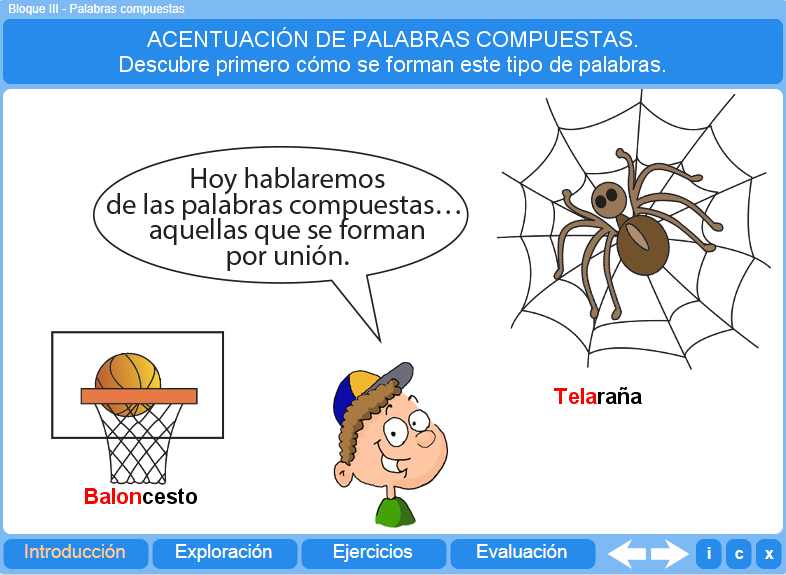 Bloque III - Palabras compuestas
ACENTUACIÓN DE PALABRAS COMPUESTAS.
Descubre primero cómo se forman este tipo de palabras.
Hoy hablaremos
de las palabras compuestas…
aquellas que se forman
por unión.
Telaraña
Baloncesto
Introducción Exploración Ejercicios Evaluación i c x